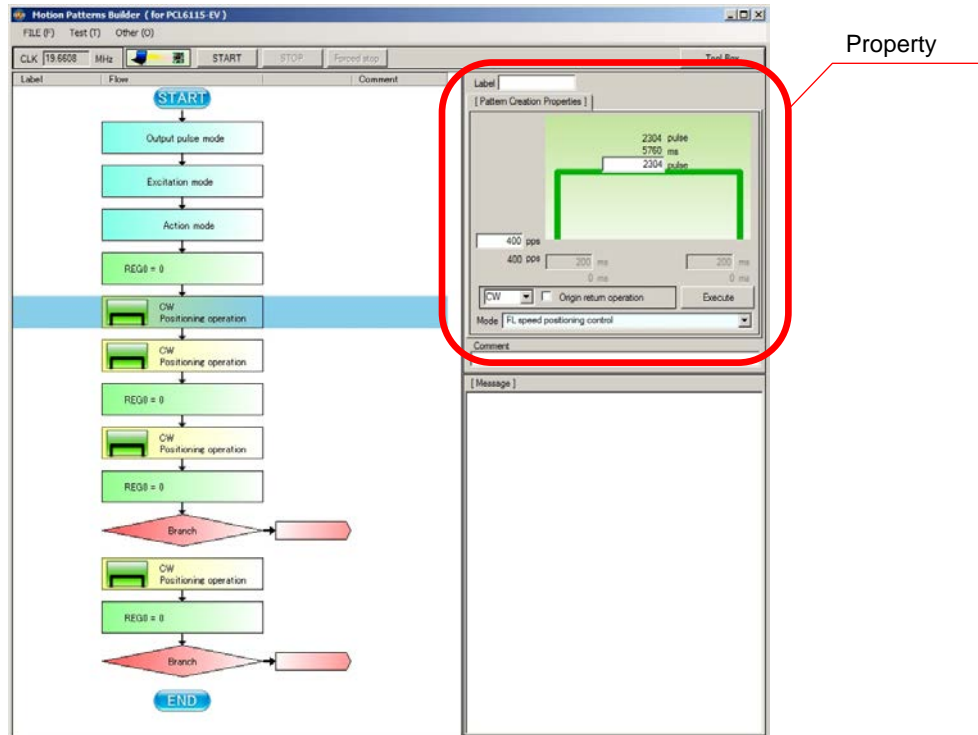 Motion Patterns Builder ( for PCL6115-EV )
FILE (F) Test (T) Other (O)
CLK 19.6608 MHz START STOP Forced stop Tool Box
Label Flow Comment
START
Output pulse mode
Excitation mode
Action mode
REG0 = 0
CW
Positioning operation
CW
Positioning operation
REG0 = 0
CW
Positioning operation
REG0 = 0
Branch
CW
Positioning operation
REG0 = 0
Branch
END
Property
Label
[ Pattern Creation Properties ]
2304 pulse
5760 ms
2304 pulse
400 pps
400 pps 200 ms 200 ms
0 ms 0 ms
CW Origin return operation Execute
Mode FL speed positioning control
Comment
[ Message ]